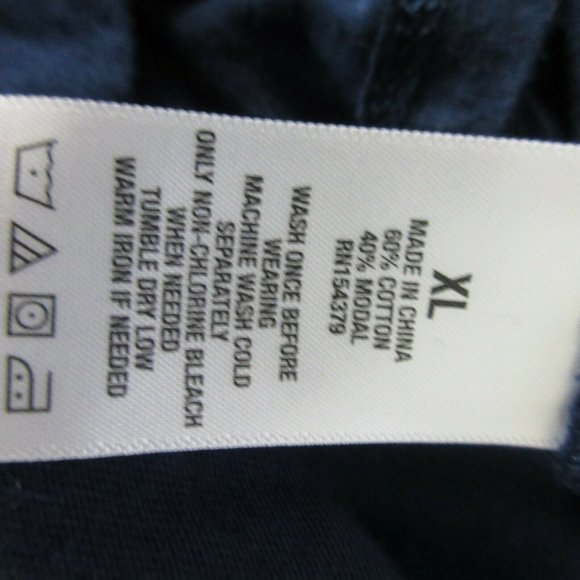 XL
MADE IN CHINA
60% COTTON
40% MODAL
RN154379
WASH ONCE BEFORE
WEARING
MACHINE WASH COLD
SEPARATELY
ONLY NON-CHLORINE BLEACH
WHEN NEEDED
TUMBLE DRY LOW
WARM IRON IF NEEDED